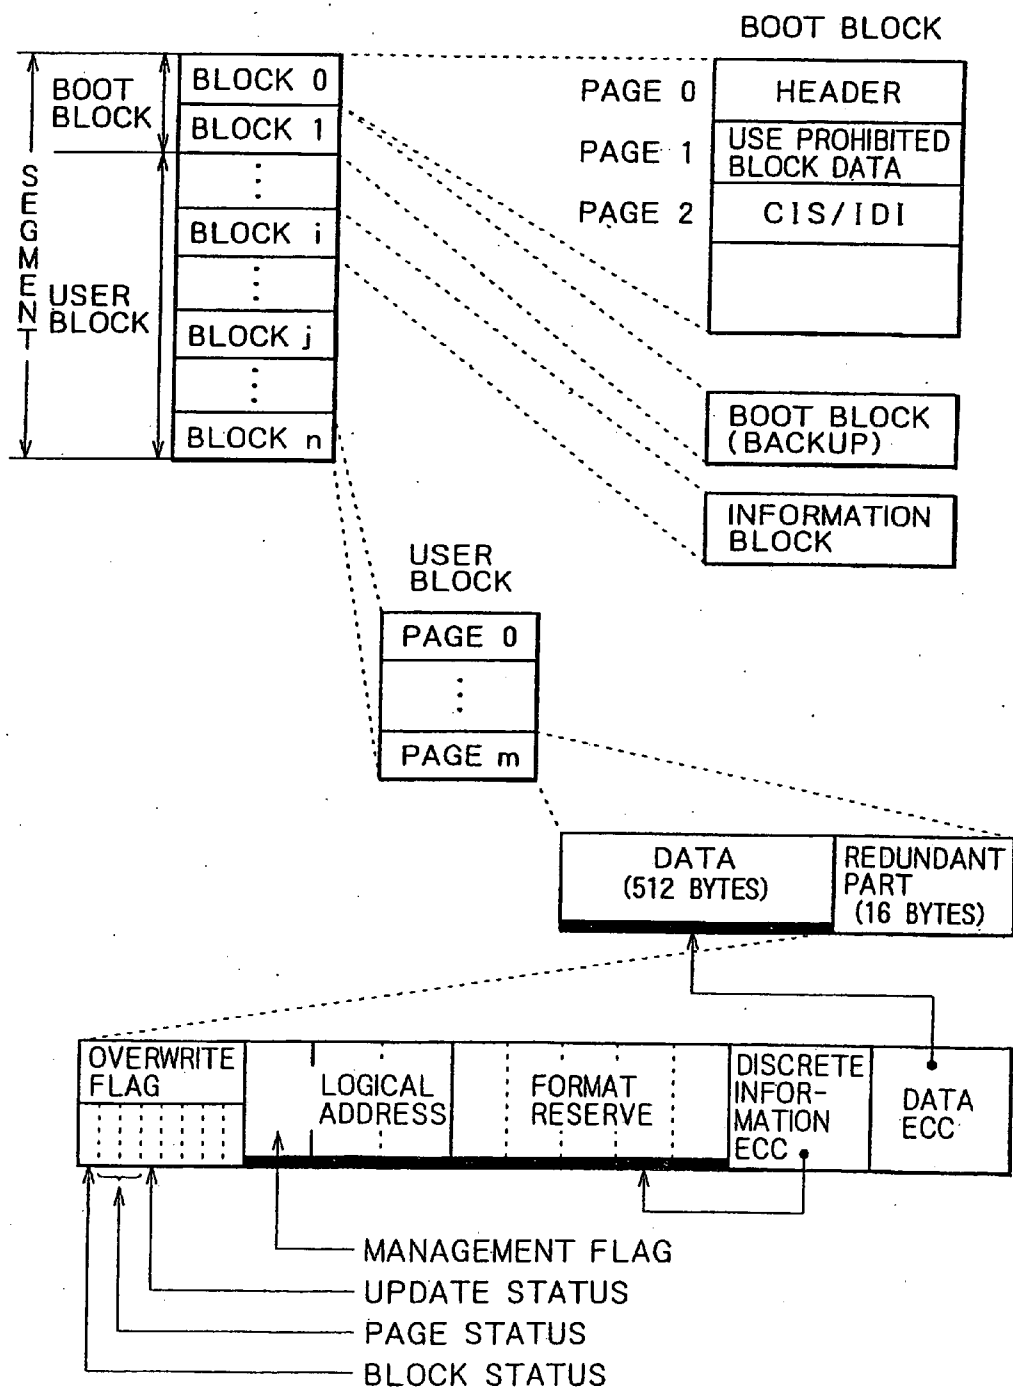 BOOT BLOCK
BOOT
BLOCK
SEGMENT
USER
BLOCK
BLOCK 0
BLOCK 1
BLOCK i
BLOCK j
BLOCK n
PAGE 0
HEADER
PAGE 1
USE PROHIBITED
BLOCK DATA
PAGE 2
CIS/IDI
BOOT BLOCK
(BACKUP)
INFORMATION
BLOCK
USER
BLOCK
PAGE 0
PAGE m
DATA
(512 BYTES)
REDUNDANT
PART
(16 BYTES)
OVERWRITE
FLAG
LOGICAL
ADDRESS
FORMAT
RESERVE
DISCRETE
INFOR-
MATION
ECC
DATA
ECC
MANAGEMENT FLAG
UPDATE STATUS
PAGE STATUS
BLOCK STATUS